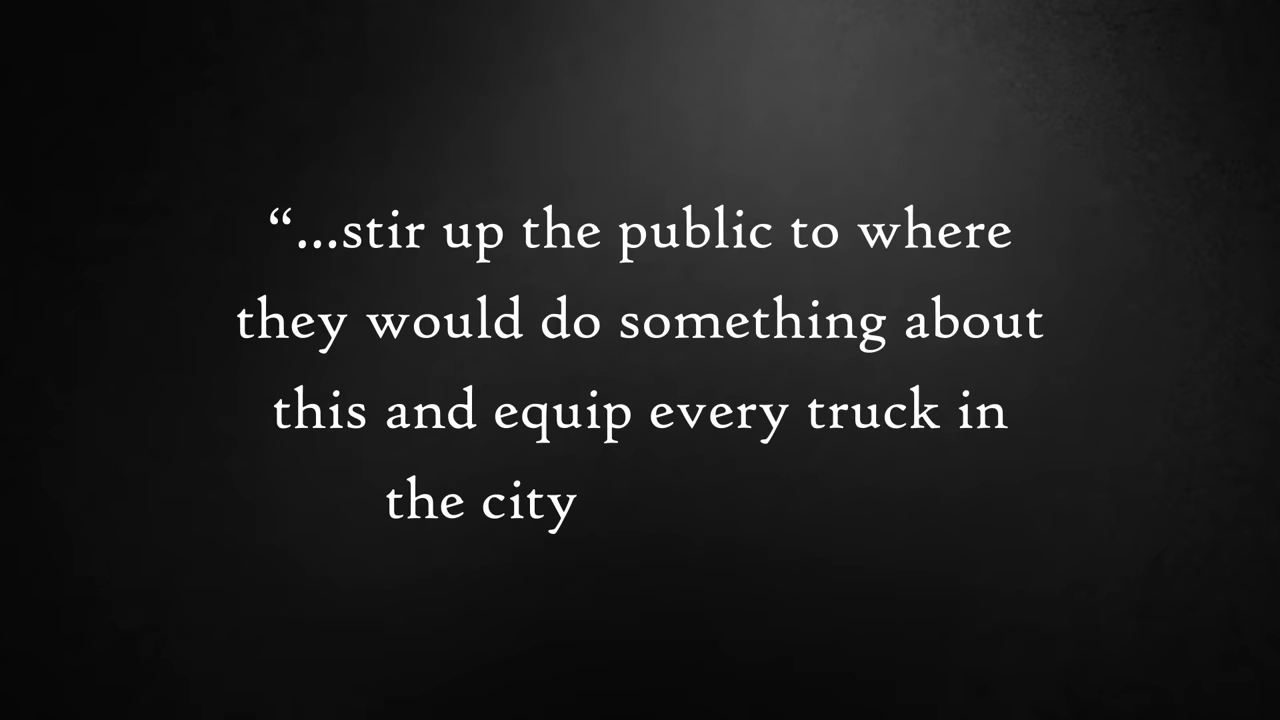 “...stir up the public to where
they would do something about
this and equip every truck in
the city